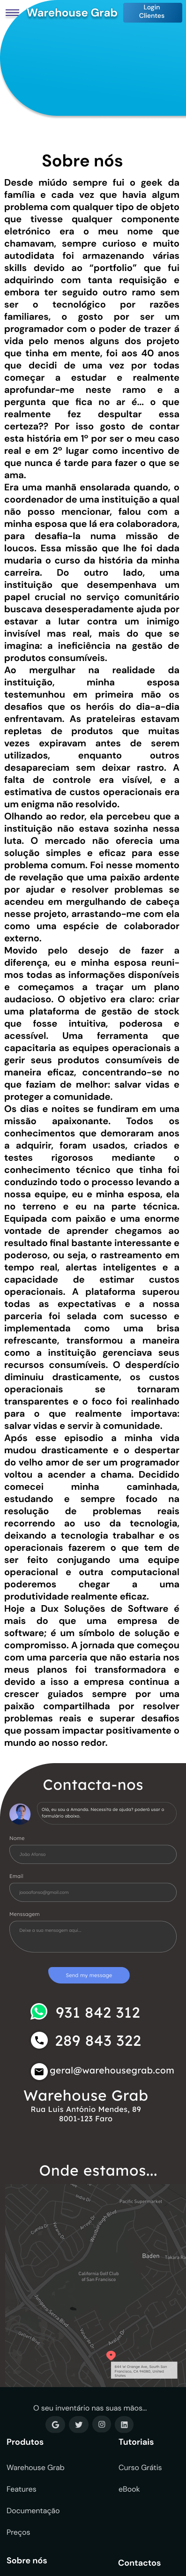 Warehouse Grab
Login
Clientes
Sobre nós
Desde miúdo sempre fui o geek da
família e cada vez que havia algum
problema com qualquer tipo de objeto
que tivesse qualquer componente
eletrónico era o meu nome que
chamavam, sempre curioso e muito
autodidata foi armazenando várias
skills devido ao “portfolio” que fui
adquirindo com tanta requisição e
embora ter seguido outro ramo sem
ser o tecnológico por razões
familiares, o gosto por ser um
programador com o poder de trazer á
vida pelo menos alguns dos projetos
que tinha em mente, foi aos 40 anos
que decidi de uma vez por todas
começar a estudar e realmente
aprofundar-me neste ramo e a
pergunta que fica no ar é... o que
realmente fez despultar essa
certeza?? Por isso gosto de contar
esta história em 1º por ser o meu caso
real e em 2º lugar como incentivo de
que nunca é tarde para fazer o que se
ama.
Era uma manhã ensolarada quando, o
coordenador de uma instituição a qual
não posso mencionar, falou com a
minha esposa que lá era colaboradora,
para desafia-la numa missão de
loucos. Essa missão que lhe foi dada
mudaria o curso da história da minha
carreira. Do outro lado, uma
instituição que desempenhava um
papel crucial no serviço comunitário
buscava desesperadamente ajuda pois
estavar a lutar contra um inimigo
invisível mas real, mais do que se
imagina: a ineficiência na gestão de
produtos consumíveis.
Ao mergulhar na realidade da
instituição, minha esposa
testemunhou em primeira mão os
desafios que os heróis do dia-a-dia
enfrentavam. As prateleiras estavam
repletas de produtos que muitas
vezes expiravam antes de serem
utilizados, enquanto outros
desapareciam sem deixar rastro. A
falta de controle era visível, e a
estimativa de custos operacionais era
um enigma não resolvido.
Olhando ao redor, ela percebeu que a
instituição não estava sozinha nessa
luta. O mercado não oferecia uma
solução simples e eficaz para esse
problema comum. Foi nesse momento
de revelação que uma paixão ardente
por ajudar e resolver problemas se
acendeu em mergulhando de cabeça
nesse projeto, arrastando-me com ela
como uma espécie de colaborador
externo.
Movido pelo desejo de fazer a
diferença, eu e minha esposa reuni-
mos todas as informações disponíveis
e começamos a traçar um plano
audacioso. O objetivo era claro: criar
uma plataforma de gestão de stock
que fosse intuitiva, poderosa e
acessível. Uma ferramenta que
capacitaria as equipes operacionais a
gerir seus produtos consumíveis de
maneira eficaz, concentrando-se no
que faziam de melhor: salvar vidas e
proteger a comunidade.
Os dias e noites se fundiram em uma
missão apaixonante. Todos os
conhecimentos que demoraram anos
a adquirir, foram usados, criados e
testes rigorosos mediante o
conhecimento técnico que tinha foi
conduzindo todo o processo levando a
nossa equipe, eu e minha esposa, ela
no terreno e eu na parte técnica.
Equipada com paixão e uma enorme
vontade de aprender chegamos ao
resultado final bastante interessante e
poderoso, ou seja, o rastreamento em
tempo real, alertas inteligentes e a
capacidade de estimar custos
operacionais. A plataforma superou
todas as expectativas e a nossa
parceria foi selada com sucesso e
implementada como uma brisa
refrescante, transformou a maneira
como a instituição gerenciava seus
recursos consumíveis. O desperdício
diminuiu drasticamente, os custos
operacionais se tornaram
transparentes e o foco foi realinhado
para o que realmente importava:
salvar vidas e servir à comunidade.
Após esse episodio a minha vida
mudou drasticamente e o despertar
do velho amor de ser um programador
voltou a acender a chama. Decidido
comecei minha caminhada,
estudando e sempre focado na
resolução de problemas reais
recorrendo ao uso da tecnologia,
deixando a tecnologia trabalhar e os
operacionais fazerem o que tem de
ser feito conjugando uma equipe
operacional e outra computacional
poderemos chegar a uma
produtividade realmente eficaz.
Hoje a Dux Soluções de Software é
mais do que uma empresa de
software; é um símbolo de solução e
compromisso. A jornada que começou
com uma parceria que não estaria nos
meus planos foi transformadora e
devido a isso a empresa continua a
crescer guiados sempre por uma
paixão compartilhada por resolver
problemas reais e superar desafios
que possam impactar positivamente o
mundo ao nosso redor.
Contacta-nos
Olá, eu sou a Amanda. Necessita de ajuda? poderá usar o
formulário abaixo.
Nome
João Afonso
Email
joaoafonso@gmail.com
Menssagem
Deixe a sua mensagem aqui...
Send my message
931 842 312
289 843 322
geral@warehousegrab.com
Warehouse Grab
Rua Luis António Mendes, 89
8001-123 Faro
Onde estamos...
Pacific Supermarket
Baden
California Golf Club
of San Francisco
O seu inventário nas suas mãos...
Produtos
Tutoriais
Warehouse Grab
Curso Grátis
Features
eBook
Documentação
Preços
Sobre nós
Contactos